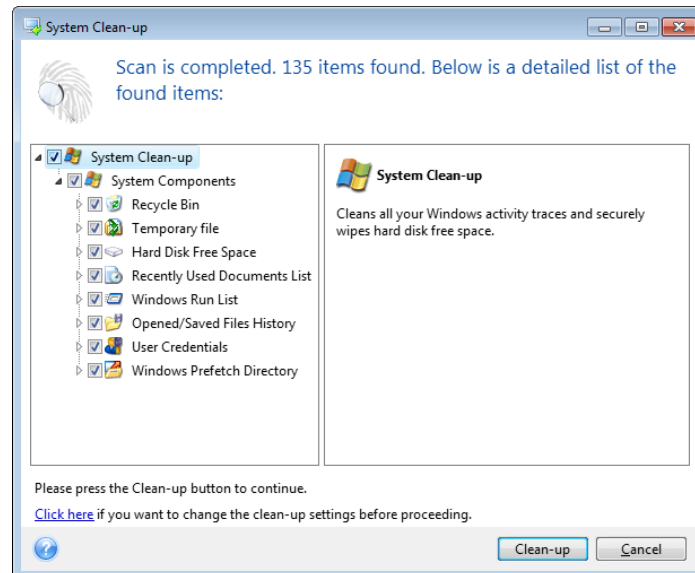 System Clean-up
Scan is completed. 135 items found. Below is a detailed list of the
found items:
System Clean-up
System Components
Recycle Bin
Temporary file
Hard Disk Free Space
Recently Used Documents List
Windows Run List
Opened/Saved Files History
User Credentials
Windows Prefetch Directory
System Clean-up
Cleans all your Windows activity traces and securely
wipes hard disk free space.
Please press the Clean-up button to continue.
Click here if you want to change the clean-up settings before proceeding.
?
Clean-up
Cancel